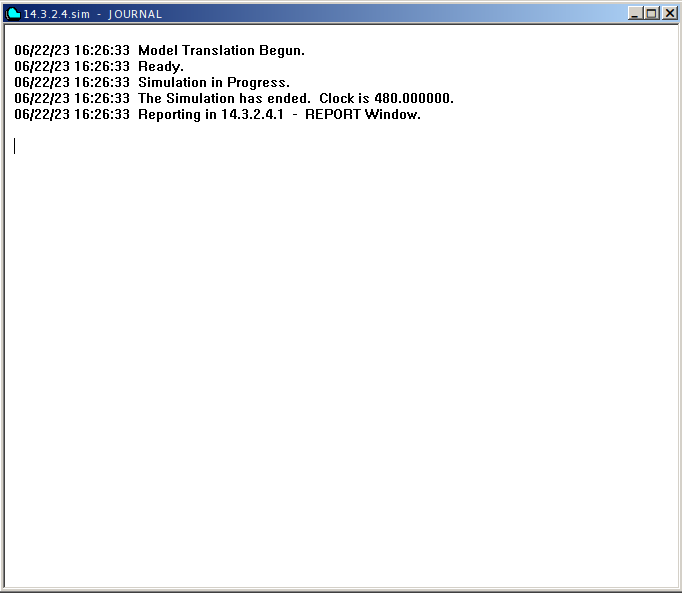 14.3.2.4.sim - JOURNAL
06/22/23 16:26:33 Model Translation Begun.
06/22/23 16:26:33 Ready.
06/22/23 16:26:33 Simulation in Progress.
06/22/23 16:26:33 The Simulation has ended. Clock is 480.000000.
06/22/23 16:26:33 Reporting in 14.3.2.4.1 - REPORT Window.